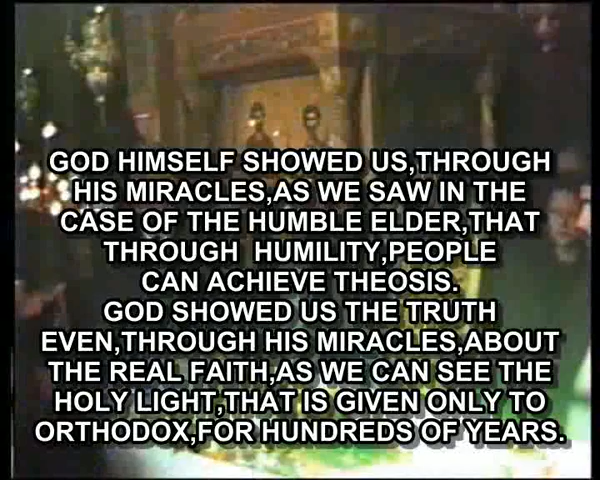 GOD HIMSELF SHOWED US,THROUGH
HIS MIRACLES,AS WE SAW IN THE
CASE OF THE HUMBLE ELDER,THAT
THROUGH  HUMILITY,PEOPLE
CAN ACHIEVE THEOSIS.
GOD SHOWED US THE TRUTH
EVEN,THROUGH HIS MIRACLES,ABOUT
THE REAL FAITH,AS WE CAN SEE THE
HOLY LIGHT,THAT IS GIVEN ONLY TO
ORTHODOX,FOR HUNDREDS OF YEARS.